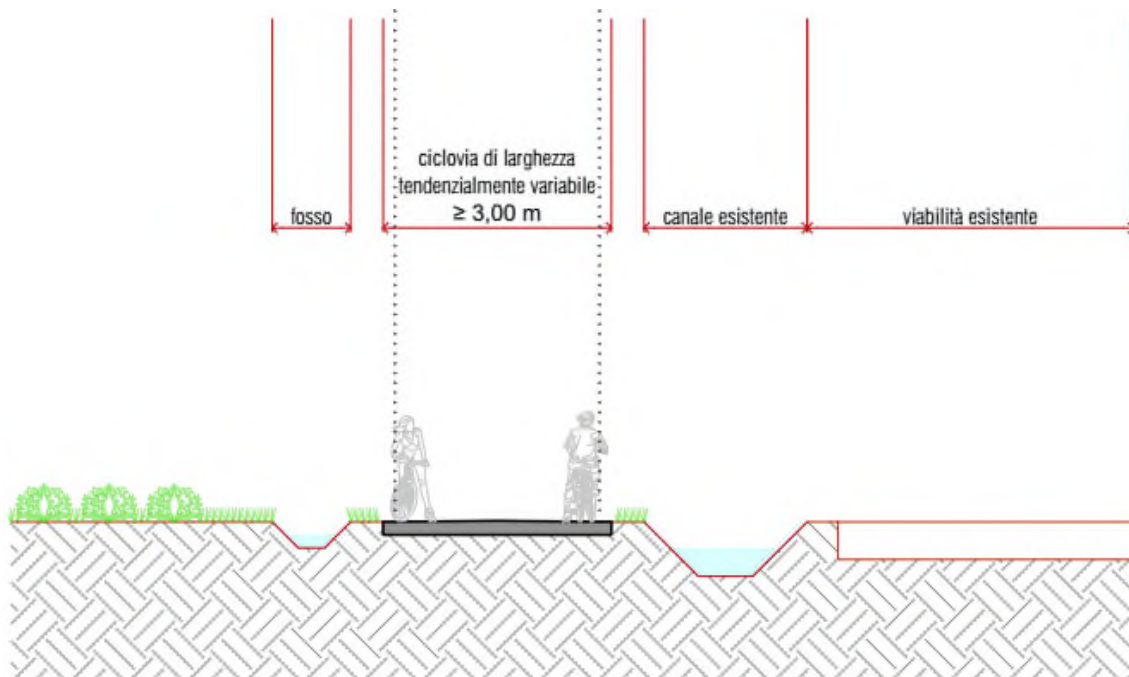 ciclovia di larghezza
tendenzialmente variabile
≥ 3,00 m
fosso
canale esistente
viabilità esistente